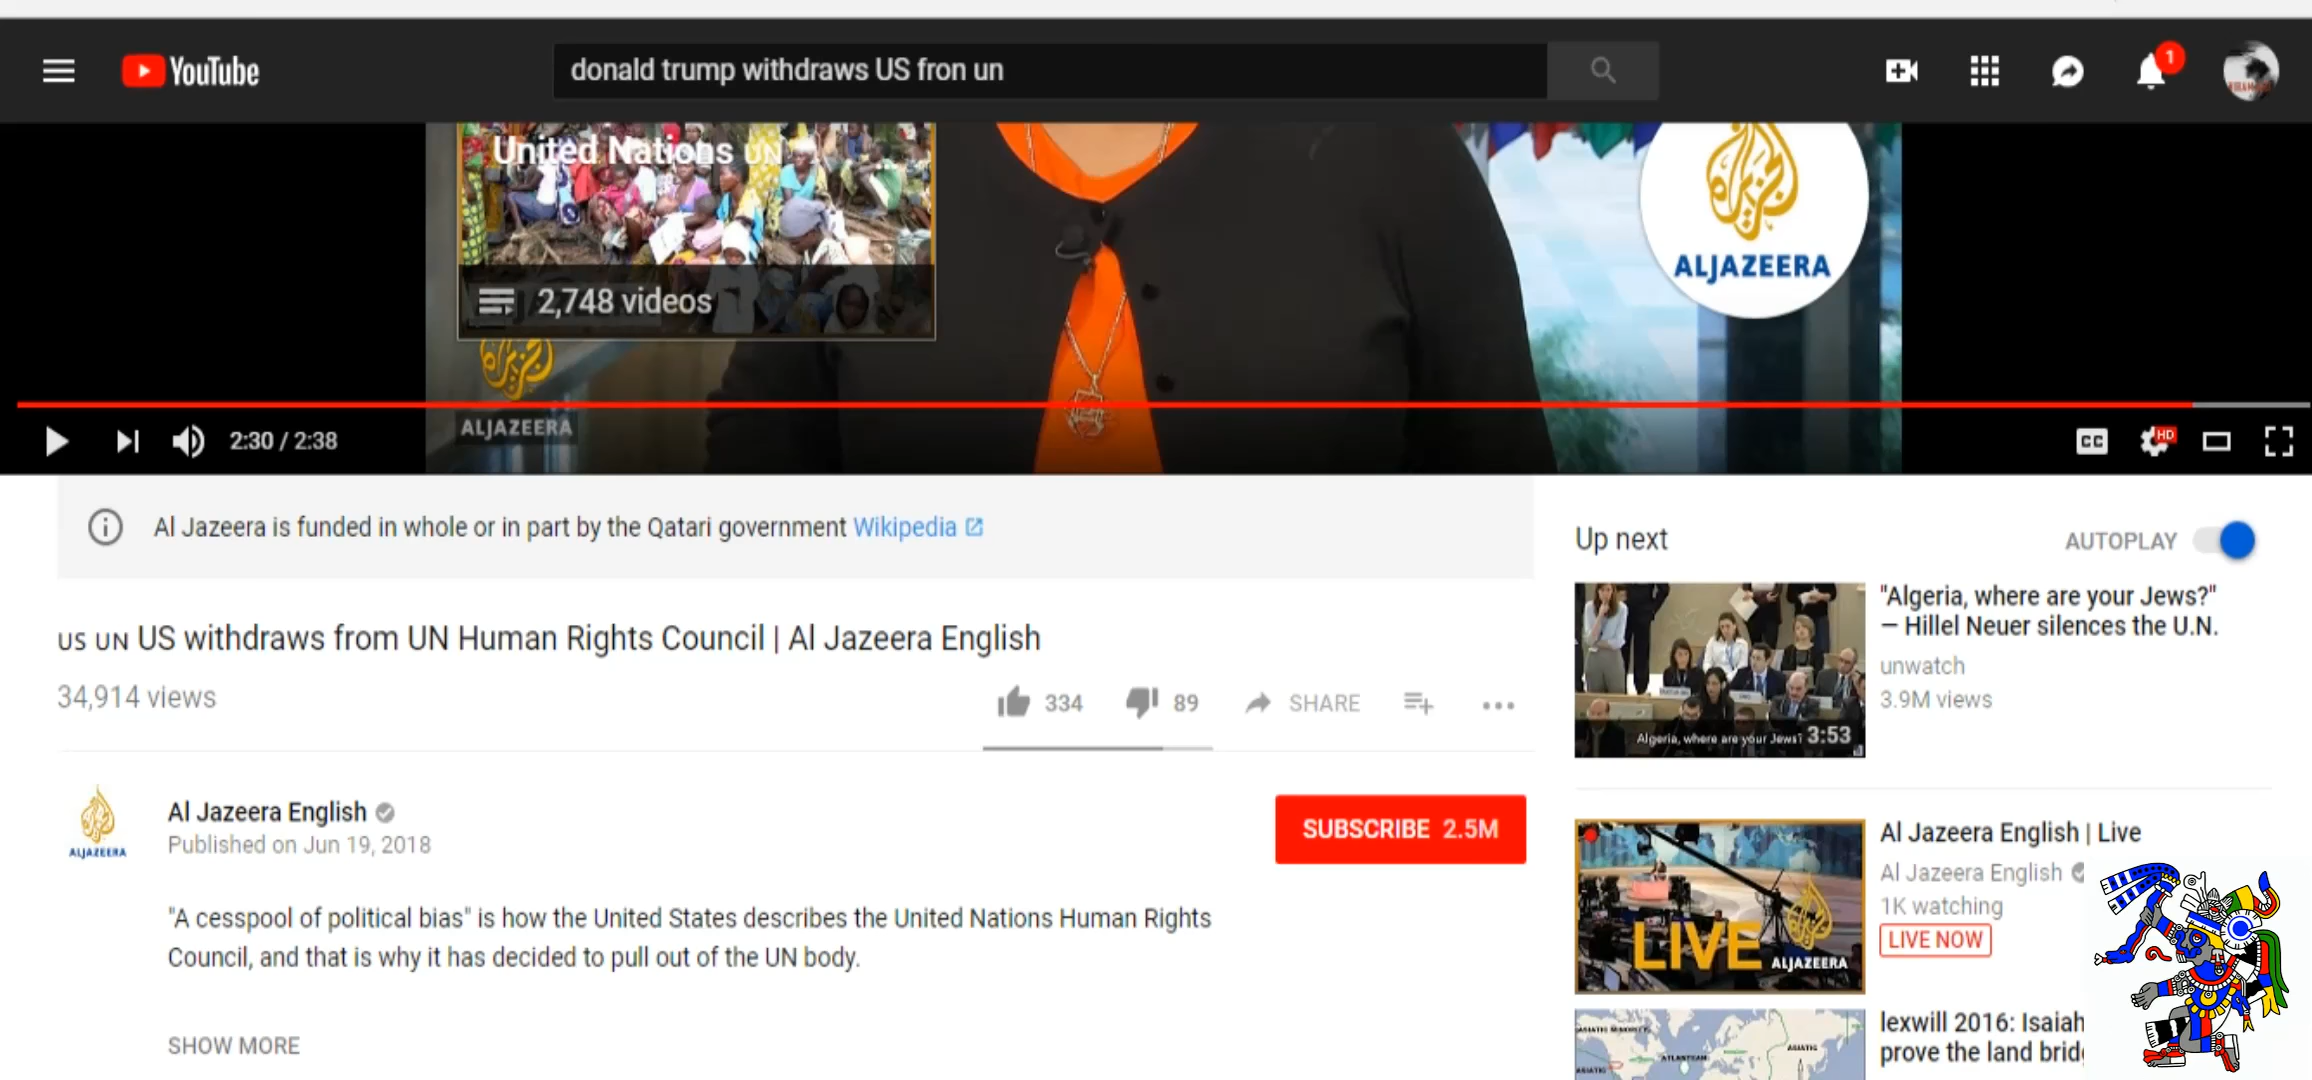 YouTube
donald trump withdraws US fron un
1
United Nations UN
2,748 videos
ALJAZEERA
ALJAZEERA
2:30 / 2:38
CC
HD
Al Jazeera is funded in whole or in part by the Qatari government Wikipedia
US UN US withdraws from UN Human Rights Council | Al Jazeera English
34,914 views
334
89
SHARE
Al Jazeera English
Published on Jun 19, 2018
ALJAZEERA
SUBSCRIBE 2.5M
"A cesspool of political bias" is how the United States describes the United Nations Human Rights
Council, and that is why it has decided to pull out of the UN body.
SHOW MORE
Up next
AUTOPLAY
Algeria, where are your Jews?
3:53
"Algeria, where are your Jews?"
– Hillel Neuer silences the U.N.
unwatch
3.9M views
LIVE
ALJAZEERA
Al Jazeera English | Live
Al Jazeera English
1K watching
LIVE NOW
ATLANTEAN
ASIATIC
ASIATIC
lexwill 2016: Isaiah
prove the land brid